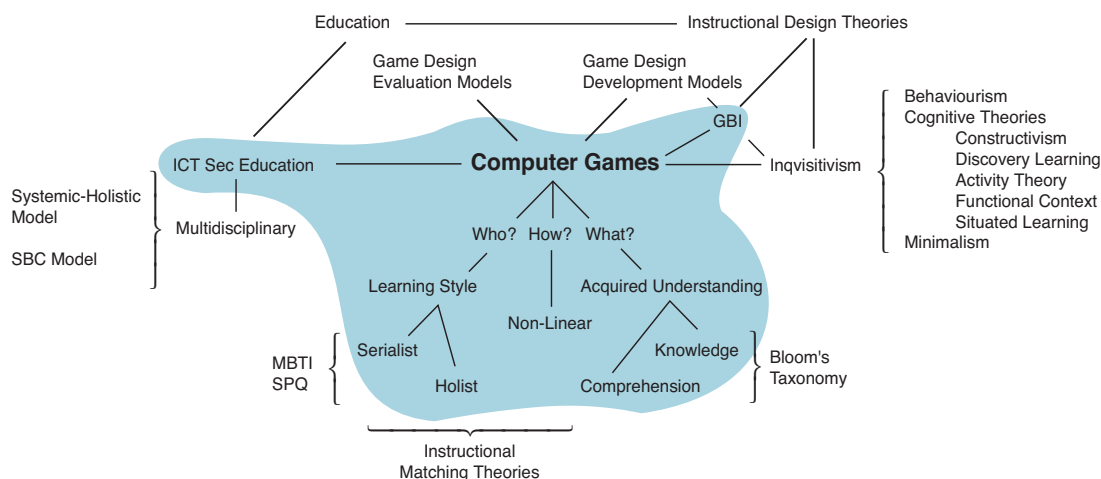 Education
Instructional Design Theories
Game Design
Evaluation Models
Game Design
Development Models
GBI
Behaviourism
Cognitive Theories
Constructivism
Discovery Learning
Activity Theory
Functional Context
Situated Learning
Minimalism
ICT Sec Education
Computer Games
Inqvisitivism
Systemic-Holistic
Model
SBC Model
Multidisciplinary
Who?
How?
What?
Learning Style
Acquired Understanding
Non-Linear
Serialist
Knowledge
MBTI
SPQ
Holist
Comprehension
Bloom's
Taxonomy
Instructional
Matching Theories